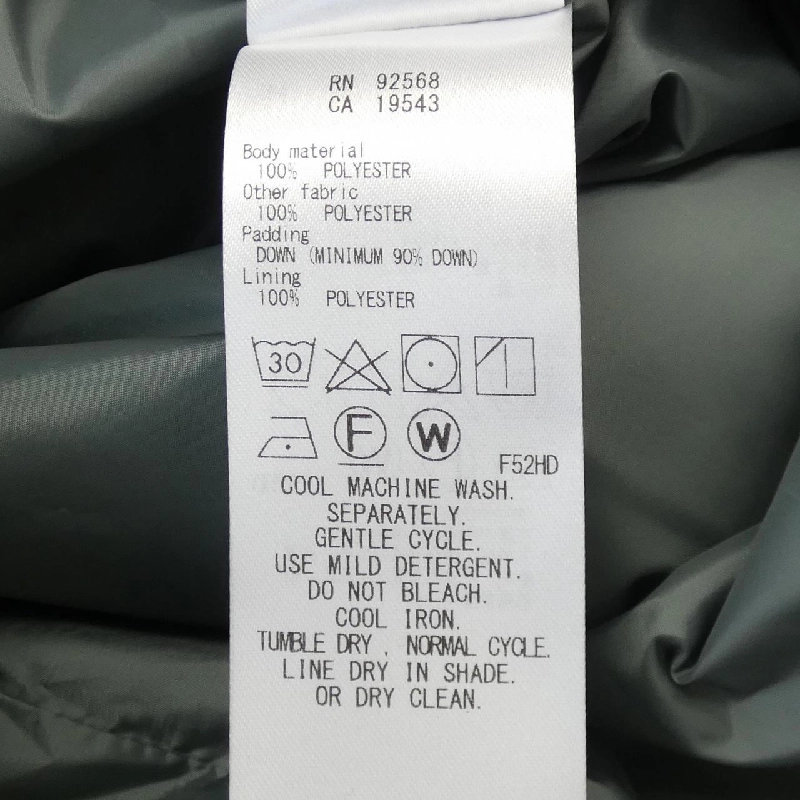 RN 92568
CA 19543
Body material
100% POLYESTER
Other fabric
100% POLYESTER
Padding
DOWN (MINIMUM 90% DOWN)
Lining
100% POLYESTER
30
F W
F52HD
COOL MACHINE WASH.
SEPARATELY.
GENTLE CYCLE.
USE MILD DETERGENT.
DO NOT BLEACH.
COOL IRON.
TUMBLE DRY , NORMAL CYCLE.
LINE DRY IN SHADE.
OR DRY CLEAN.